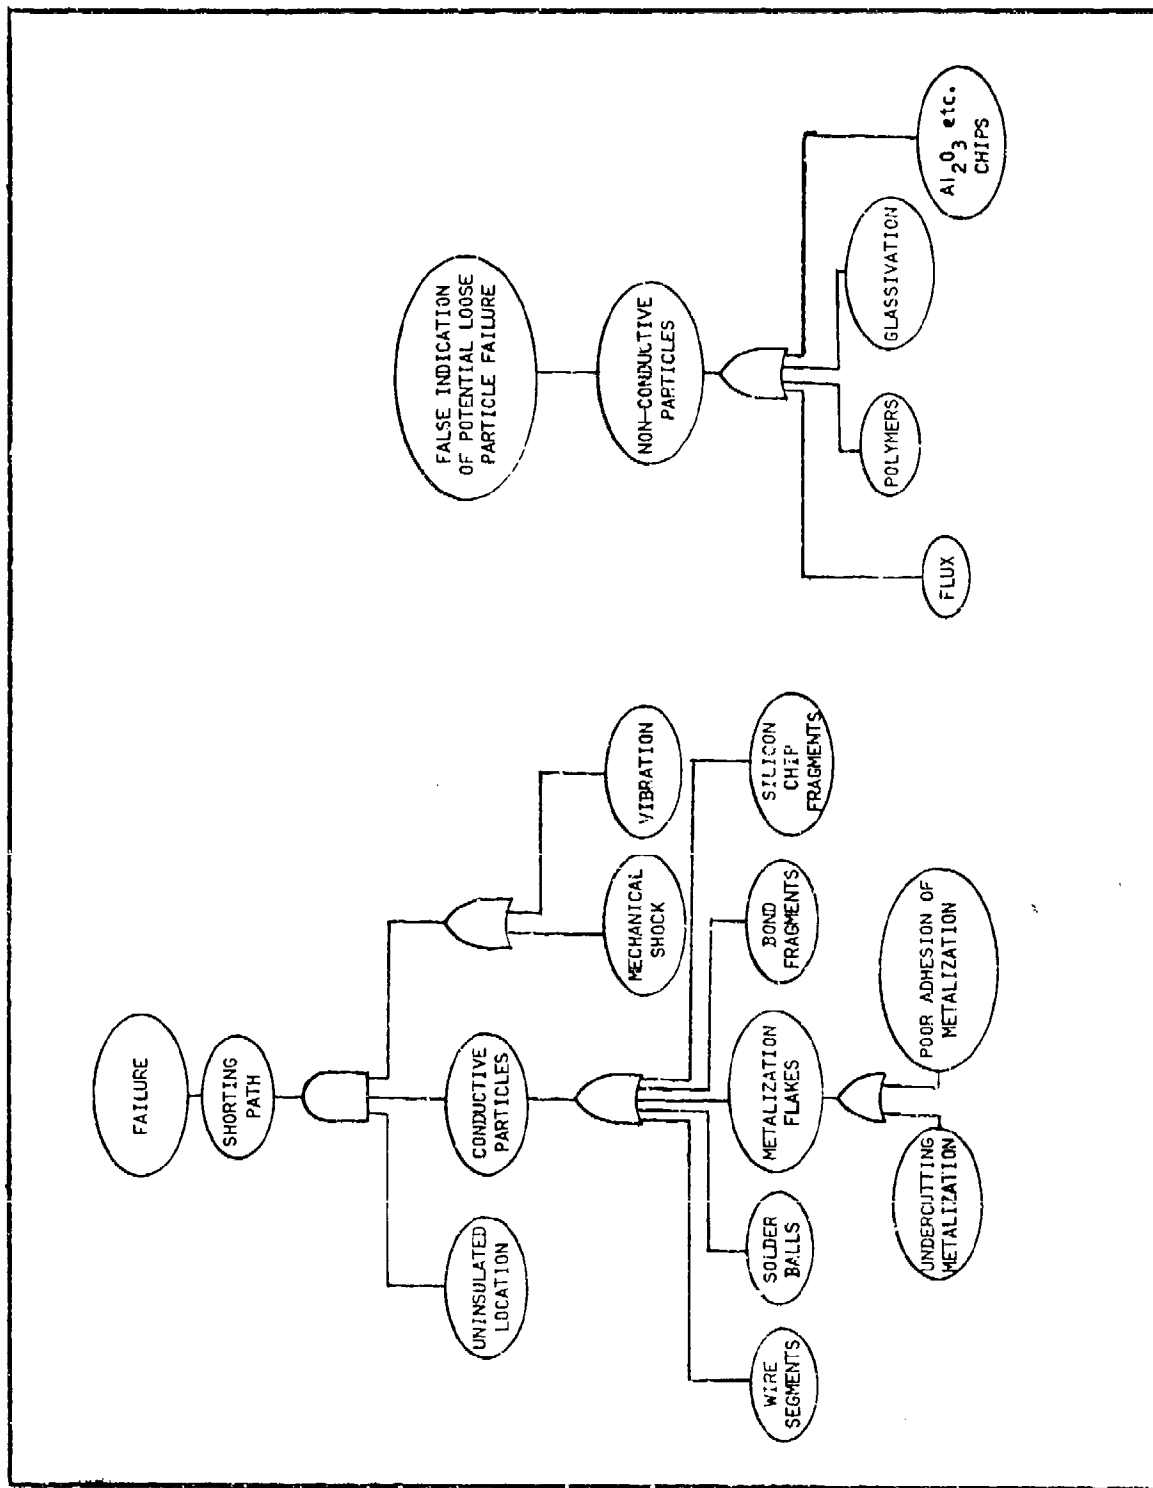 FAILURE
SHORTING
PATH
UNINSULATED
LOCATION
CONDUCTIVE
PARTICLES
MECHANICAL
SHOCK
VIBRATION
WIRE
SEGMENTS
SOLDER
BALLS
METALIZATION
FLAKES
BOND
FRAGMENTS
SILICON
CHIP
FRAGMENTS
UNDERCUTTING
METALIZATION
POOR ADHESION OF
METALIZATION
FALSE INDICATION
OF POTENTIAL LOOSE
PARTICLE FAILURE
NON-CONDUCTIVE
PARTICLES
FLUX
POLYMERS
GLASSIVATION
Al₂O₃ etc.
CHIPS